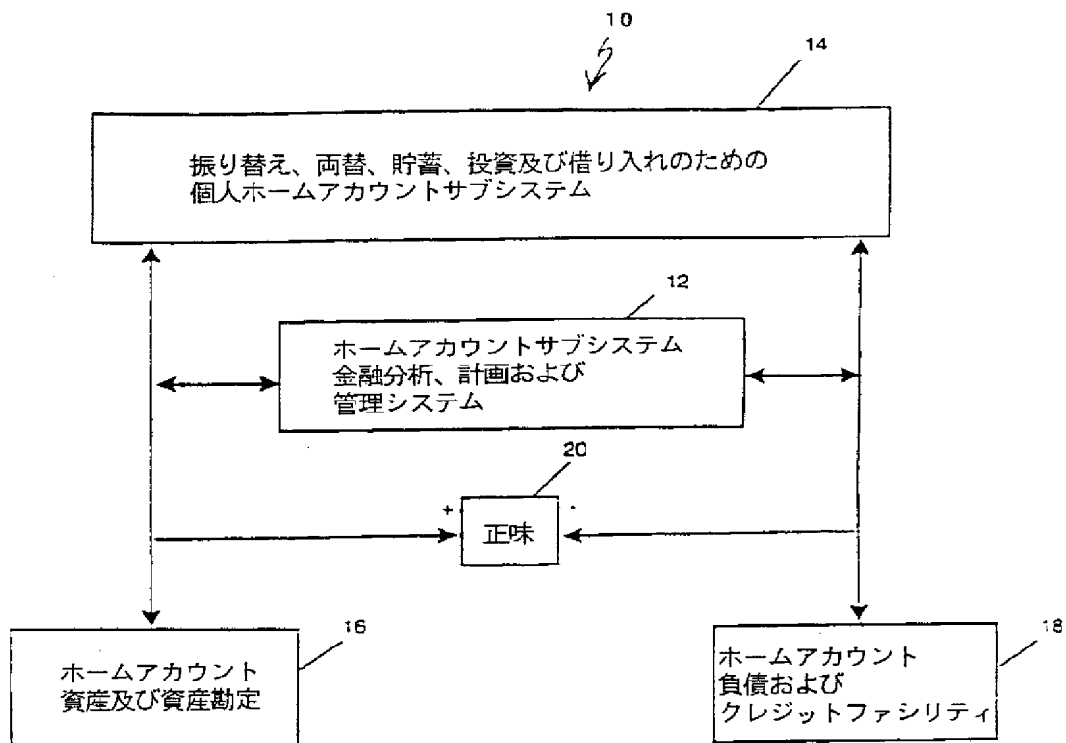 10
14
振り替え、両替、貯蓄、投資及び借り入れのための
個人ホームアカウントサブシステム
12
ホームアカウントサブシステム
金融分析、計画および
管理システム
20
+ -
正味
16
ホームアカウント
資産及び資産勘定
18
ホームアカウント
負債および
クレジットファシリティ